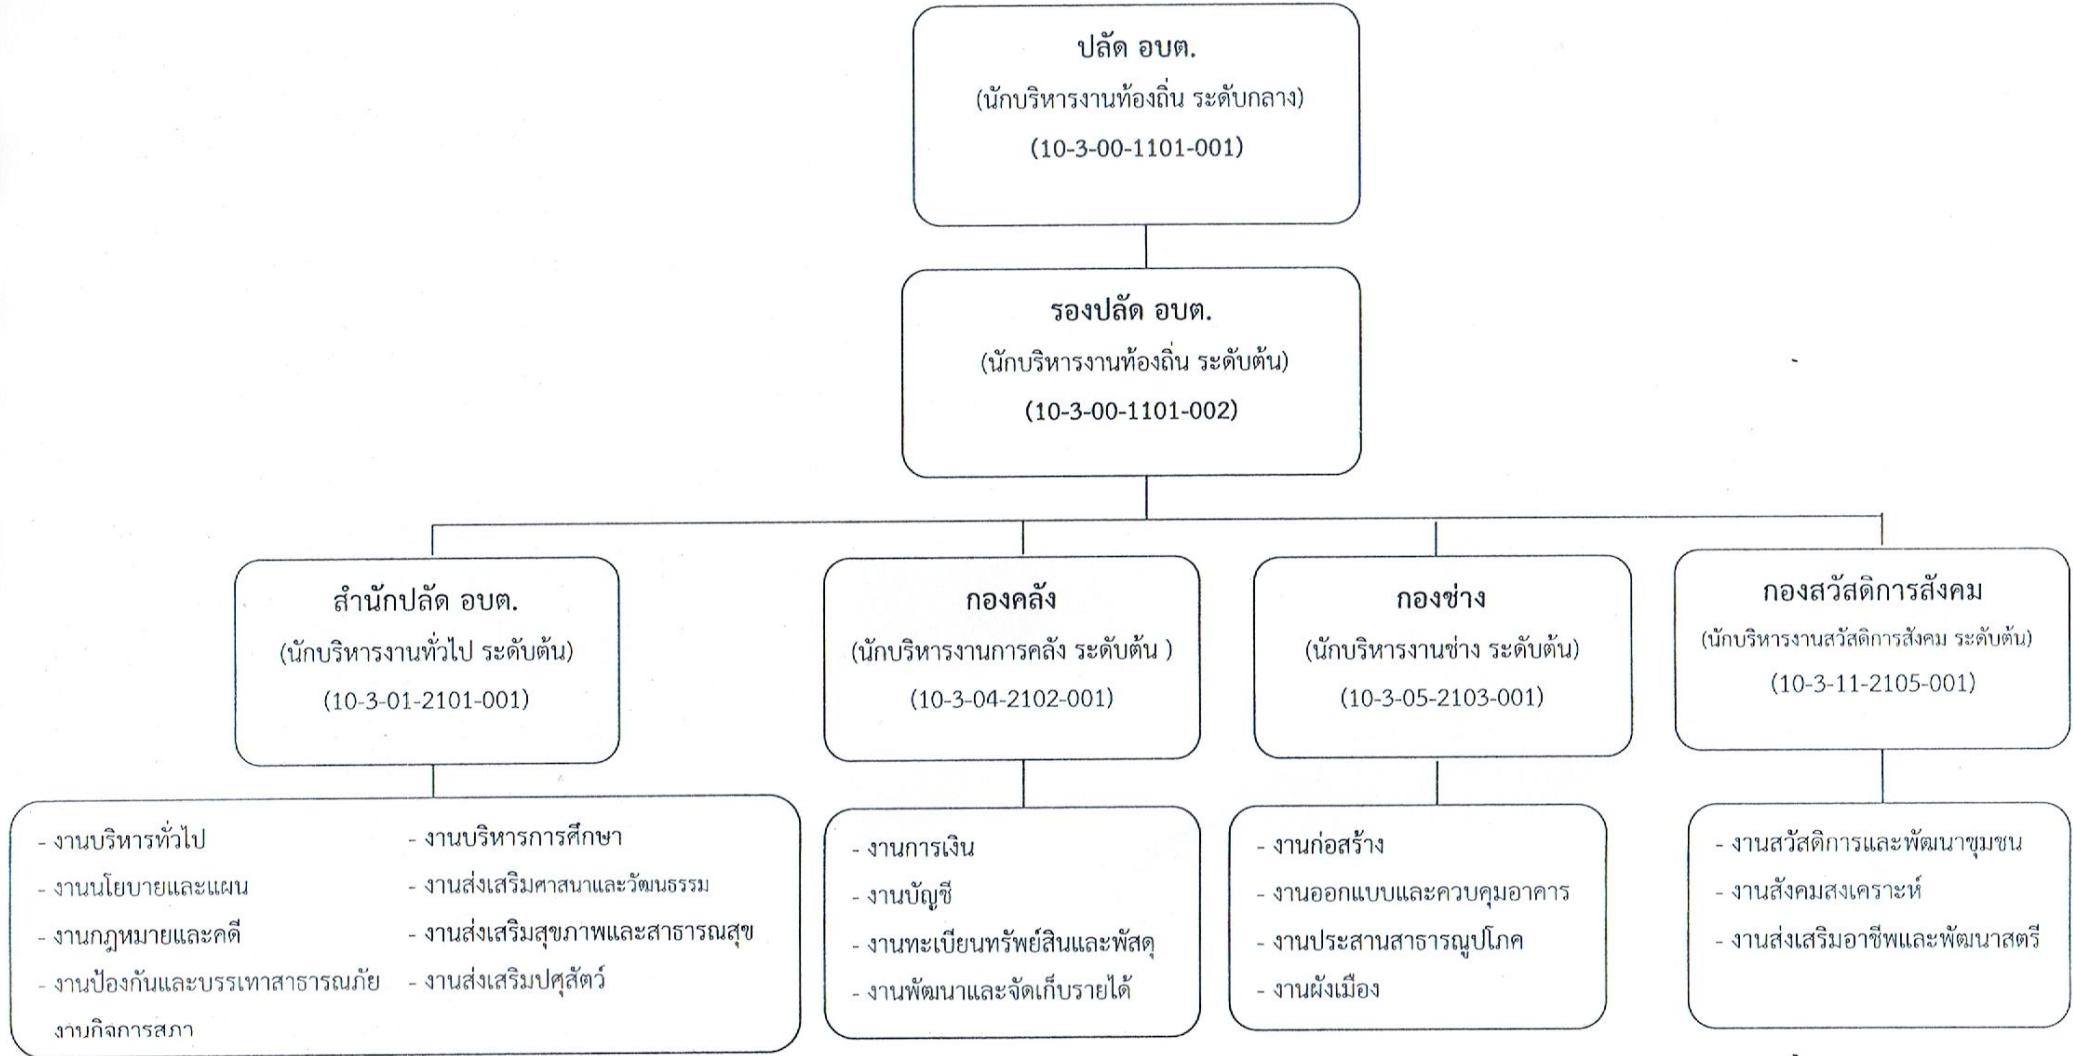 ปลัด อบต.
(นักบริหารงานท้องถิ่น ระดับกลาง)
(10-3-00-1101-001)
รองปลัด อบต.
(นักบริหารงานท้องถิ่น ระดับต้น)
(10-3-00-1101-002)
สำนักปลัด อบต.
(นักบริหารงานทั่วไป ระดับต้น)
(10-3-01-2101-001)
กองคลัง
(นักบริหารงานการคลัง ระดับต้น )
(10-3-04-2102-001)
กองช่าง
(นักบริหารงานช่าง ระดับต้น)
(10-3-05-2103-001)
กองสวัสดิการสังคม
(นักบริหารงานสวัสดิการสังคม ระดับต้น)
(10-3-11-2105-001)
- งานบริหารทั่วไป
- งานนโยบายและแผน
- งานกฎหมายและคดี
- งานป้องกันและบรรเทาสาธารณภัย
งานกิจการสภา
- งานบริหารการศึกษา
- งานส่งเสริมศาสนาและวัฒนธรรม
- งานส่งเสริมสุขภาพและสาธารณสุข
- งานส่งเสริมปศุสัตว์
- งานการเงิน
- งานบัญชี
- งานทะเบียนทรัพย์สินและพัสดุ
- งานพัฒนาและจัดเก็บรายได้
- งานก่อสร้าง
- งานออกแบบและควบคุมอาคาร
- งานประสานสาธารณูปโภค
- งานผังเมือง
- งานสวัสดิการและพัฒนาชุมชน
- งานสังคมสงเคราะห์
- งานส่งเสริมอาชีพและพัฒนาสตรี